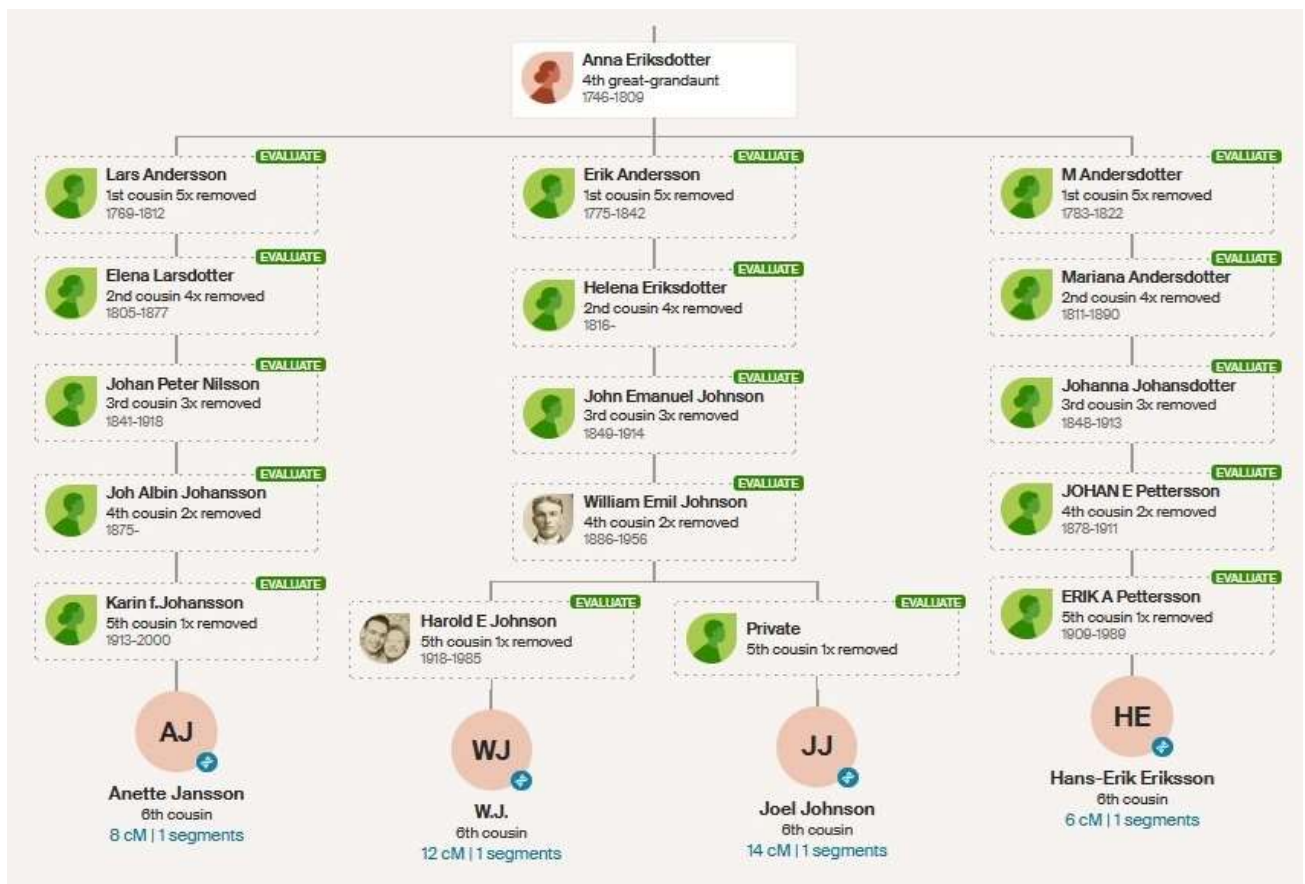 Anna Eriksdotter
4th great-grandaunt
1746-1809
EVALUATE
Lars Andersson
1st cousin 5x removed
1769-1812
EVALUATE
Erik Andersson
1st cousin 5x removed
1775-1842
EVALUATE
M Andersdotter
1st cousin 5x removed
1783-1822
EVALUATE
Elena Larsdotter
2nd cousin 4x removed
1805-1877
EVALUATE
Helena Eriksdotter
2nd cousin 4x removed
1816-
EVALUATE
Mariana Andersdotter
2nd cousin 4x removed
1811-1890
EVALUATE
Johan Peter Nilsson
3rd cousin 3x removed
1841-1918
EVALUATE
John Emanuel Johnson
3rd cousin 3x removed
1849-1914
EVALUATE
Johanna Johansdotter
3rd cousin 3x removed
1848-1913
EVALUATE
Joh Albin Johansson
4th cousin 2x removed
1875-
EVALUATE
William Emil Johnson
4th cousin 2x removed
1886-1956
EVALUATE
JOHAN E Pettersson
4th cousin 2x removed
1878-1911
EVALUATE
Karin f.Johansson
5th cousin 1x removed
1913-2000
EVALUATE
Harold E Johnson
5th cousin 1x removed
1918-1985
EVALUATE
Private
5th cousin 1x removed
EVALUATE
ERIK A Pettersson
5th cousin 1x removed
1909-1989
AJ
Anette Jansson
6th cousin
8 cM | 1 segments
WJ
W.J.
6th cousin
12 cM | 1 segments
JJ
Joel Johnson
6th cousin
14 cM | 1 segments
HE
Hans-Erik Eriksson
6th cousin
6 cM | 1 segments